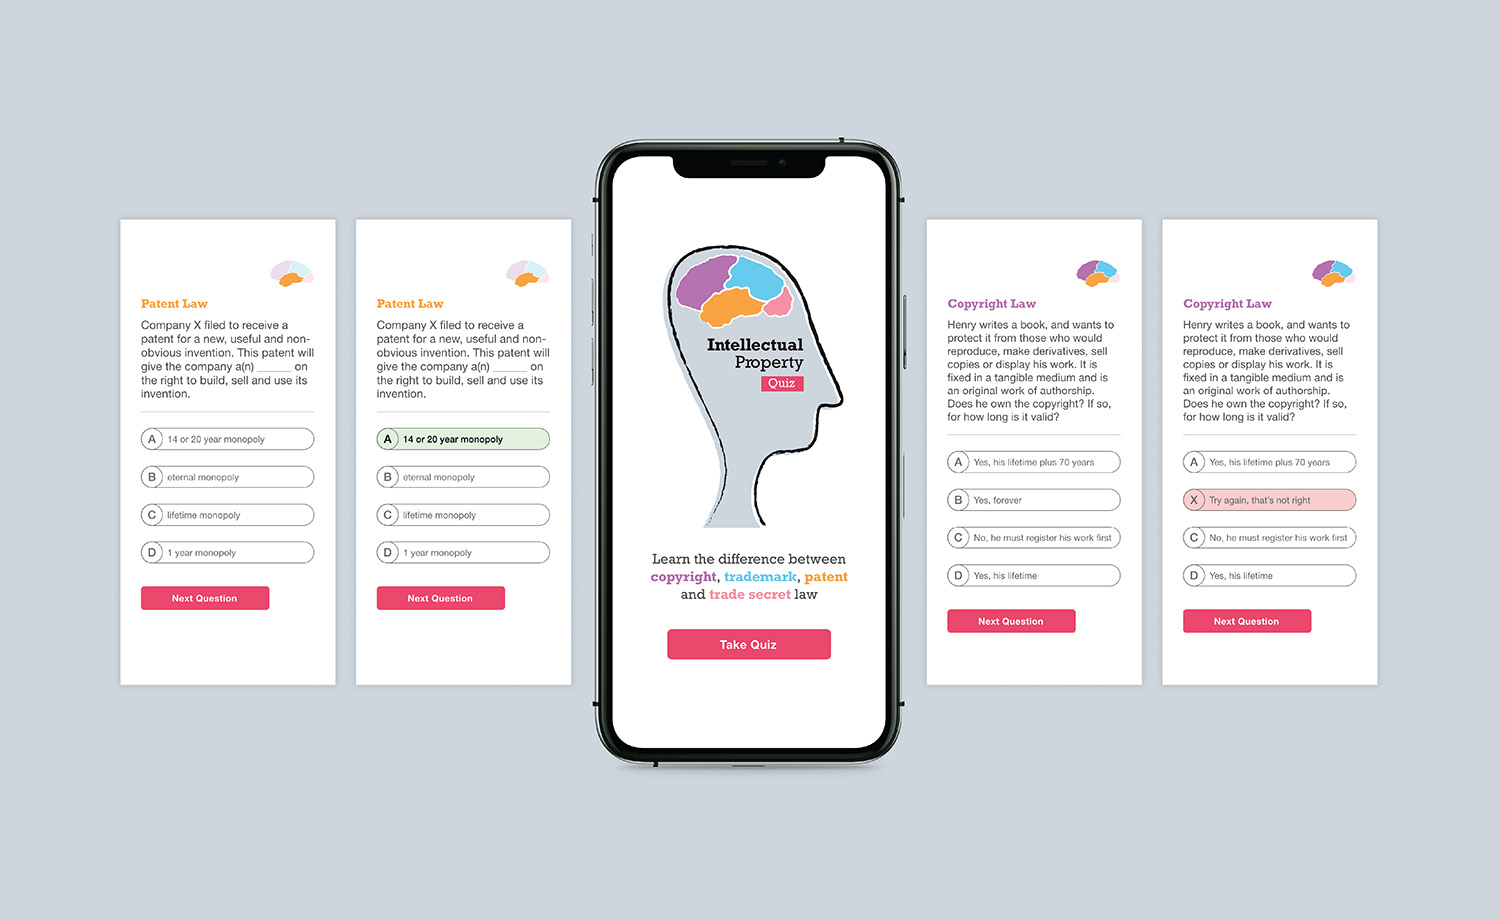 Patent Law
Company X filed to receive a
patent for a new, useful and non-
obvious invention. This patent will
give the company a(n) ______ on
the right to build, sell and use its
invention.
A 14 or 20 year monopoly
B eternal monopoly
C lifetime monopoly
D 1 year monopoly
Next Question
Patent Law
Company X filed to receive a
patent for a new, useful and non-
obvious invention. This patent will
give the company a(n) ______ on
the right to build, sell and use its
invention.
A 14 or 20 year monopoly
B eternal monopoly
C lifetime monopoly
D 1 year monopoly
Next Question
Intellectual
Property
Quiz
Learn the difference between
copyright, trademark, patent
and trade secret law
Take Quiz
Copyright Law
Henry writes a book, and wants to
protect it from those who would
reproduce, make derivatives, sell
copies or display his work. It is
fixed in a tangible medium and is
an original work of authorship.
Does he own the copyright? If so,
for how long is it valid?
A Yes, his lifetime plus 70 years
B Yes, forever
C No, he must register his work first
D Yes, his lifetime
Next Question
Copyright Law
Henry writes a book, and wants to
protect it from those who would
reproduce, make derivatives, sell
copies or display his work. It is
fixed in a tangible medium and is
an original work of authorship.
Does he own the copyright? If so,
for how long is it valid?
A Yes, his lifetime plus 70 years
X Try again, that's not right
C No, he must register his work first
D Yes, his lifetime
Next Question